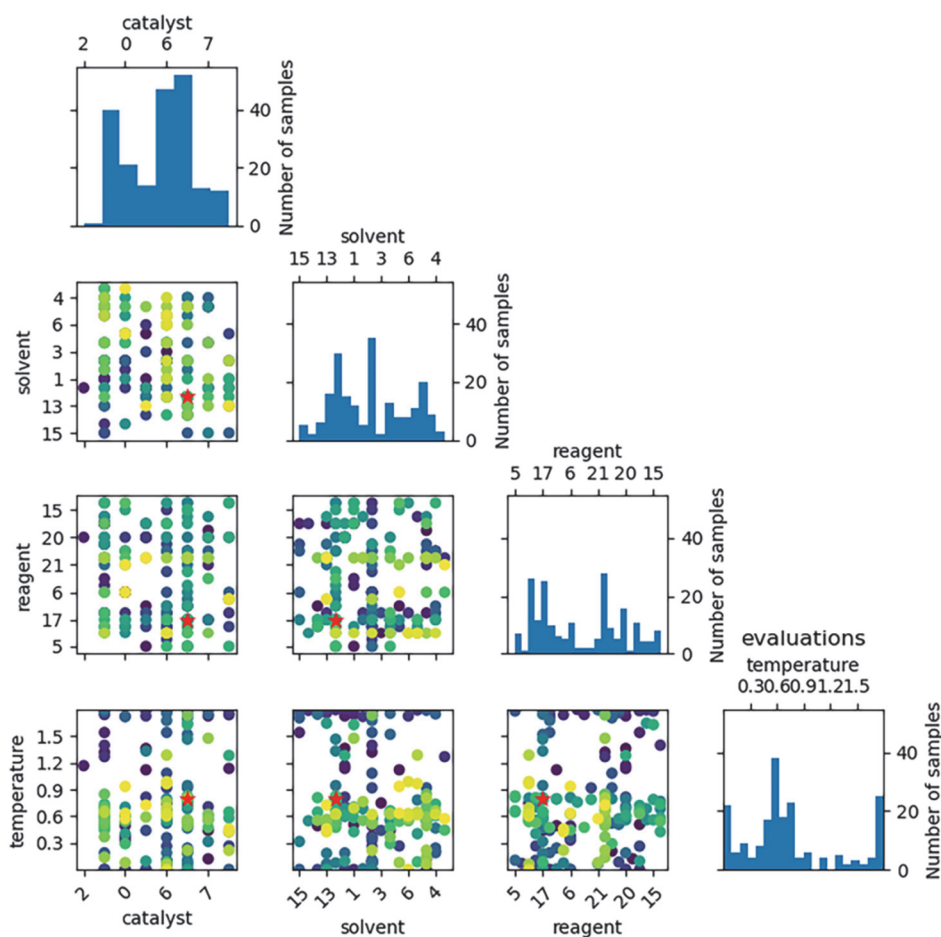 catalyst
2 0 6 7
Number of samples
40
20
0
solvent
15 13 1 3 6 4
solvent
4
6
3
1
13
15
Number of samples
40
20
0
reagent
5 17 6 21 20 15
reagent
15
20
21
6
17
5
Number of samples
40
20
0
evaluations
temperature
0.30.60.91.21.5
temperature
1.5
1.2
0.9
0.6
0.3
Number of samples
40
20
0
2 0 6 7
catalyst
15 13 1 3 6 4
solvent
5 17 6 21 20 15
reagent